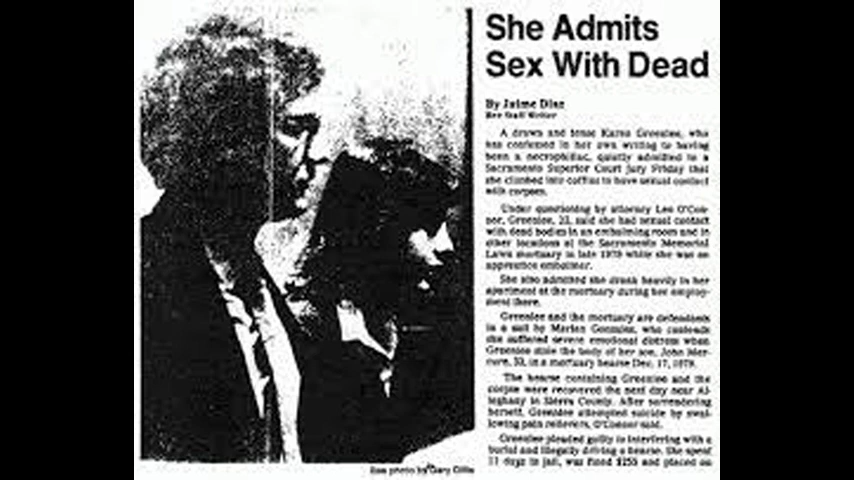 She Admits
Sex With Dead
By Jaime Diaz
Bee Staff Writer
A drawn and tense Karen Greenlee, who
has confessed in her own writing to having
been a necrophiliac, quietly admitted to a
Sacramento Superior Court jury Friday that
she climbed into coffins to have sexual contact
with corpses.
Under questioning by attorney Leo O'Con-
nor, Greenlee, 23, said she had sexual contact
with dead bodies in an embalming room and in
other locations at the Sacramento Memorial
Lawn mortuary in late 1979 while she was an
apprentice embalmer.
She also admitted she drank heavily in her
apartment at the mortuary during her employ-
ment there.
Greenlee and the mortuary are defendants
in a suit by Marian Gonzales, who contends
she suffered severe emotional distress when
Greenlee stole the body of her son, John Mer-
cure, 33, in a mortuary hearse Dec. 17, 1979.
The hearse containing Greenlee and the
corpse were recovered the next day near Al-
leghany in Sierra County. After surrendering
herself, Greenlee attempted suicide by swal-
lowing pain relievers, O'Connor said.
Greenlee pleaded guilty to interfering with a
burial and illegally driving a hearse. She spent
11 days in jail, was fined $255 and placed on
Bee photo by Gary